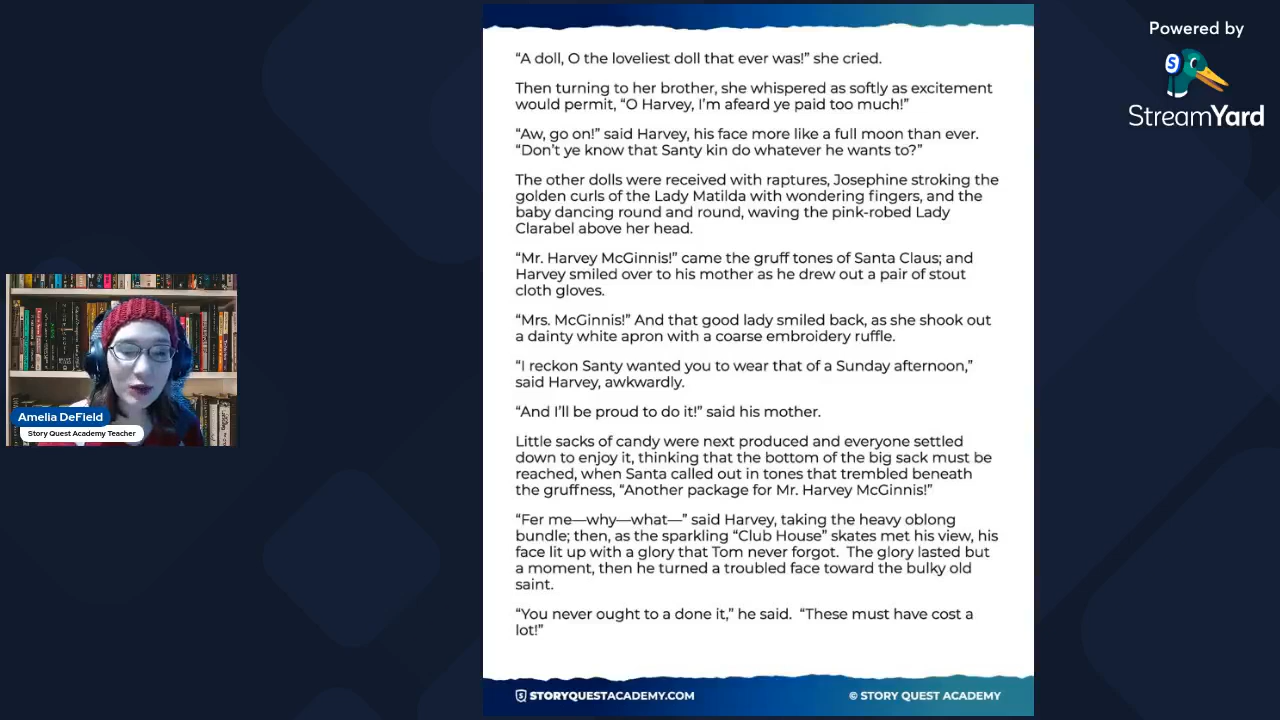 Powered by
StreamYard
“A doll, O the loveliest doll that ever was!” she cried.
Then turning to her brother, she whispered as softly as excitement
would permit, “O Harvey, I’m afeard ye paid too much!”
“Aw, go on!” said Harvey, his face more like a full moon than ever.
“Don’t ye know that Santy kin do whatever he wants to?”
The other dolls were received with raptures, Josephine stroking the
golden curls of the Lady Matilda with wondering fingers, and the
baby dancing round and round, waving the pink-robed Lady
Clarabel above her head.
“Mr. Harvey McGinnis!” came the gruff tones of Santa Claus; and
Harvey smiled over to his mother as he drew out a pair of stout
cloth gloves.
“Mrs. McGinnis!” And that good lady smiled back, as she shook out
a dainty white apron with a coarse embroidery ruffle.
“I reckon Santy wanted you to wear that of a Sunday afternoon,”
said Harvey, awkwardly.
“And I’ll be proud to do it!” said his mother.
Little sacks of candy were next produced and everyone settled
down to enjoy it, thinking that the bottom of the big sack must be
reached, when Santa called out in tones that trembled beneath
the gruffness, “Another package for Mr. Harvey McGinnis!”
“Fer me—why—what—” said Harvey, taking the heavy oblong
bundle; then, as the sparkling “Club House” skates met his view, his
face lit up with a glory that Tom never forgot.  The glory lasted but
a moment, then he turned a troubled face toward the bulky old
saint.
“You never ought to a done it,” he said.  “These must have cost a
lot!”
STORYQUESTACADEMY.COM
© STORY QUEST ACADEMY
Amelia DeField
Story Quest Academy Teacher